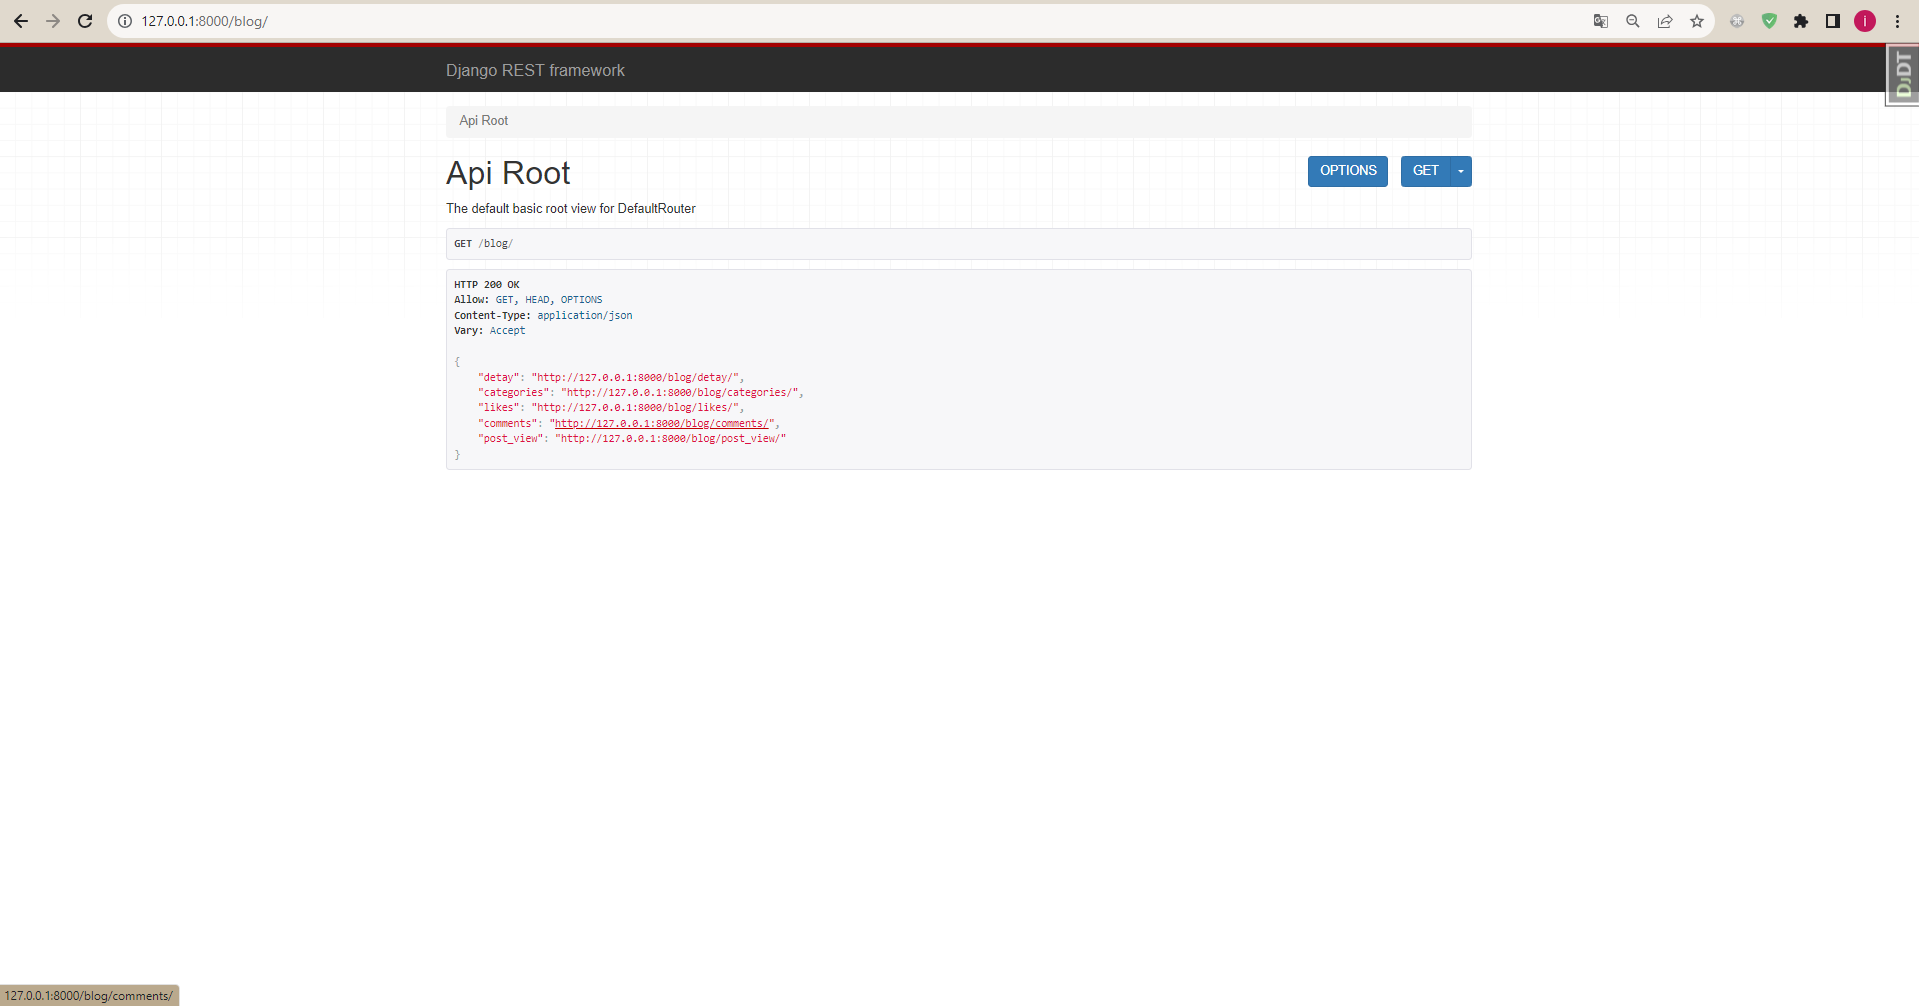 127.0.0.1:8000/blog/
i
Django REST framework
DJDT
Api Root
Api Root
OPTIONS
GET
The default basic root view for DefaultRouter
GET /blog/
HTTP 200 OK
Allow: GET, HEAD, OPTIONS
Content-Type: application/json
Vary: Accept
{
    "detay": "http://127.0.0.1:8000/blog/detay/",
    "categories": "http://127.0.0.1:8000/blog/categories/",
    "likes": "http://127.0.0.1:8000/blog/likes/",
    "comments": "http://127.0.0.1:8000/blog/comments/",
    "post_view": "http://127.0.0.1:8000/blog/post_view/"
}
127.0.0.1:8000/blog/comments/